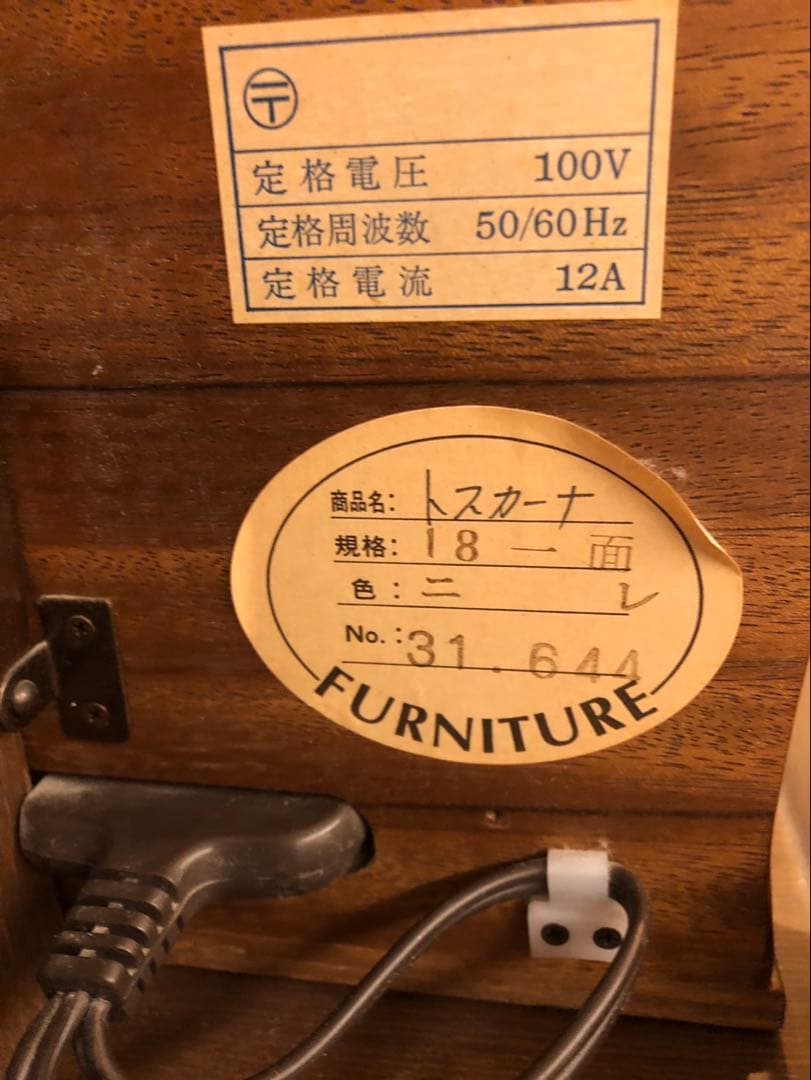 〒
定格電圧 100V
定格周波数 50/60Hz
定格電流 12A
商品名: トスカーナ
規格: 18 一 面
色: ニ レ
No.: 31.644
FURNITURE